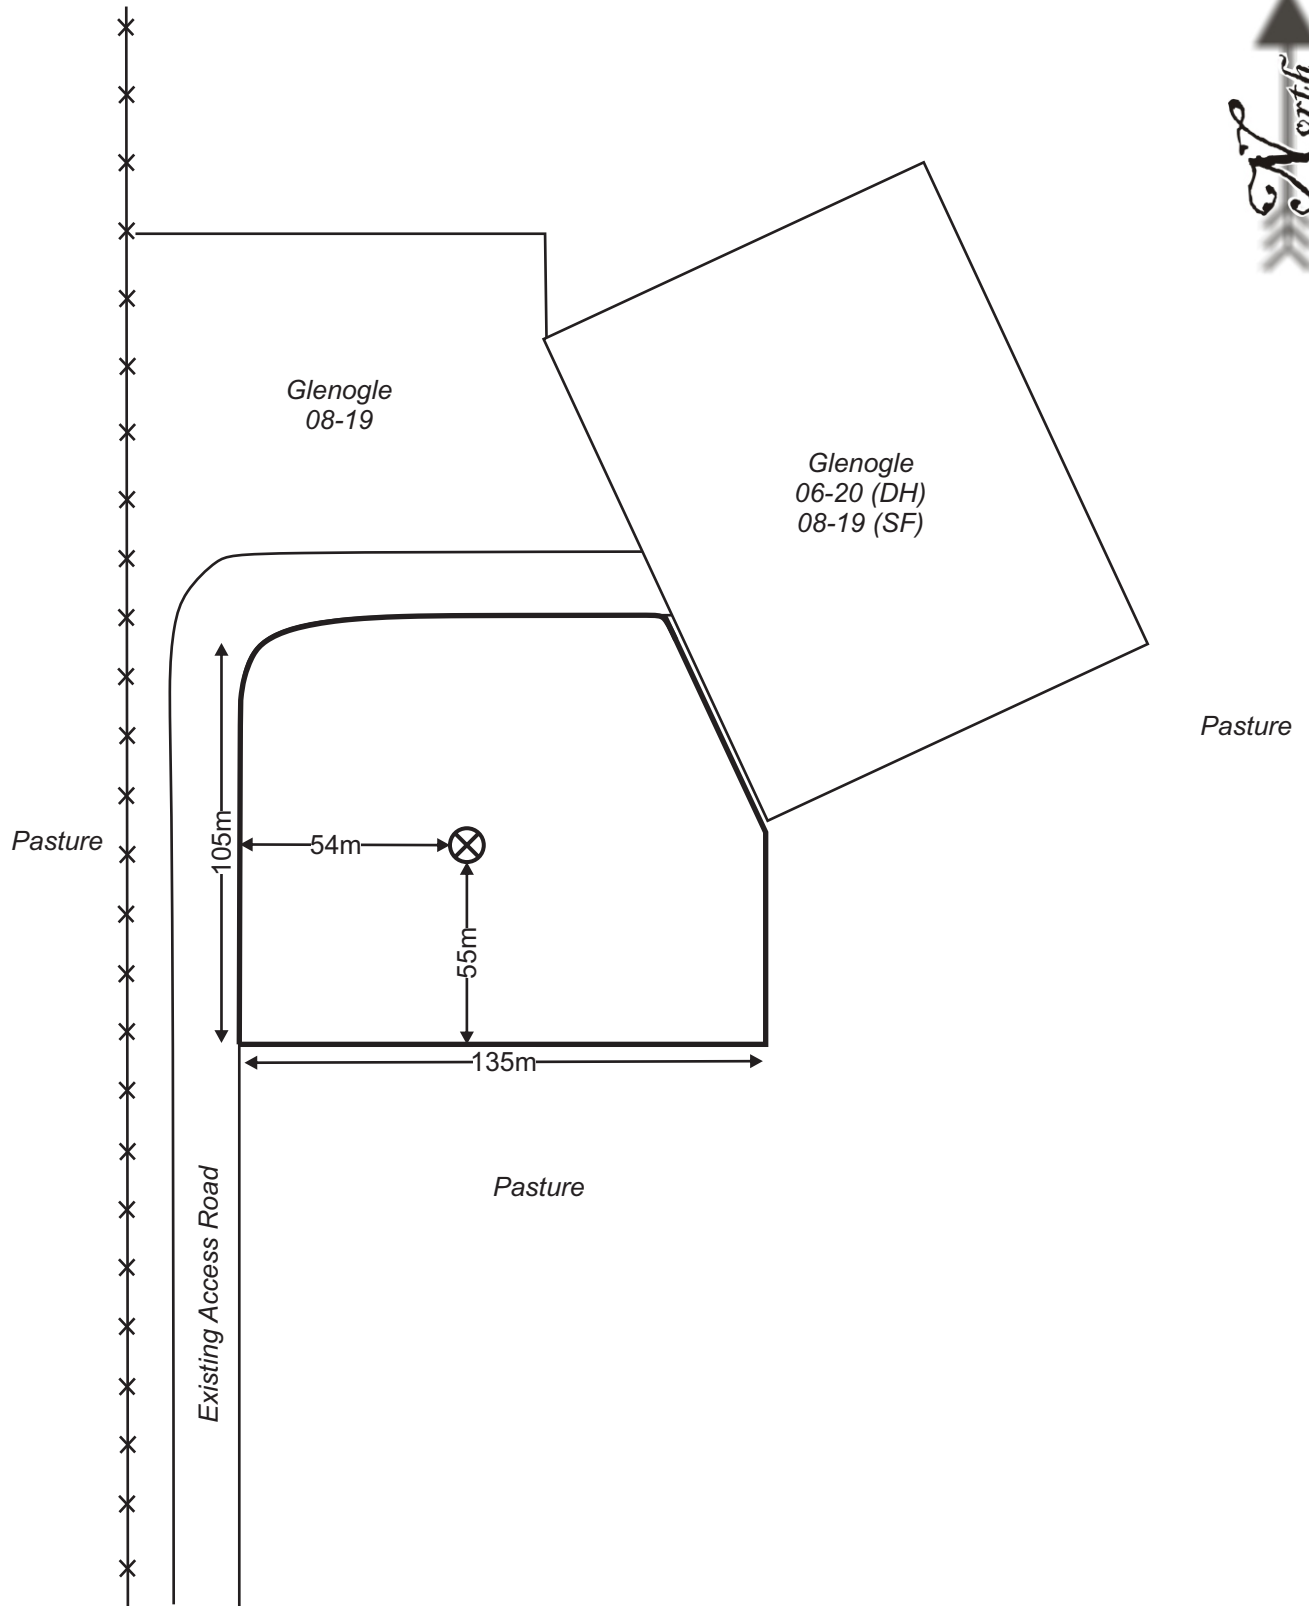 North
Glenogle
08-19
Glenogle
06-20 (DH)
08-19 (SF)
Pasture
Pasture
105m
54m
55m
135m
Pasture
Existing Access Road